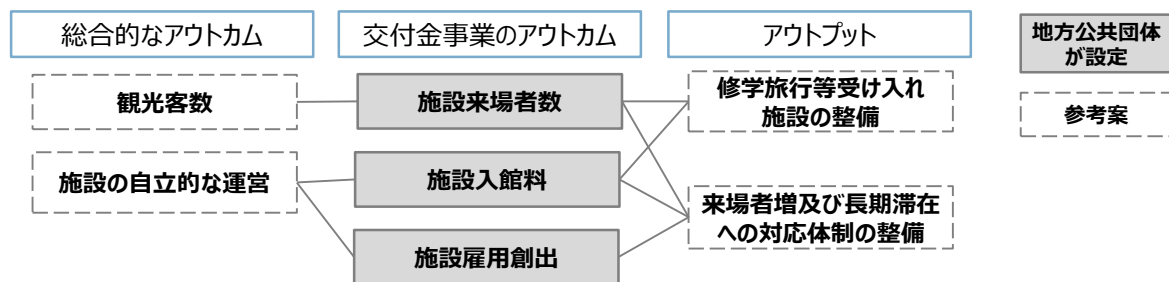 総合的なアウトカム
交付金事業のアウトカム
アウトプット
地方公共団体
が設定
観光客数
施設来場者数
修学旅行等受け入れ
施設の整備
参考案
施設の自立的な運営
施設入館料
来場者増及び長期滞在
への対応体制の整備
施設雇用創出